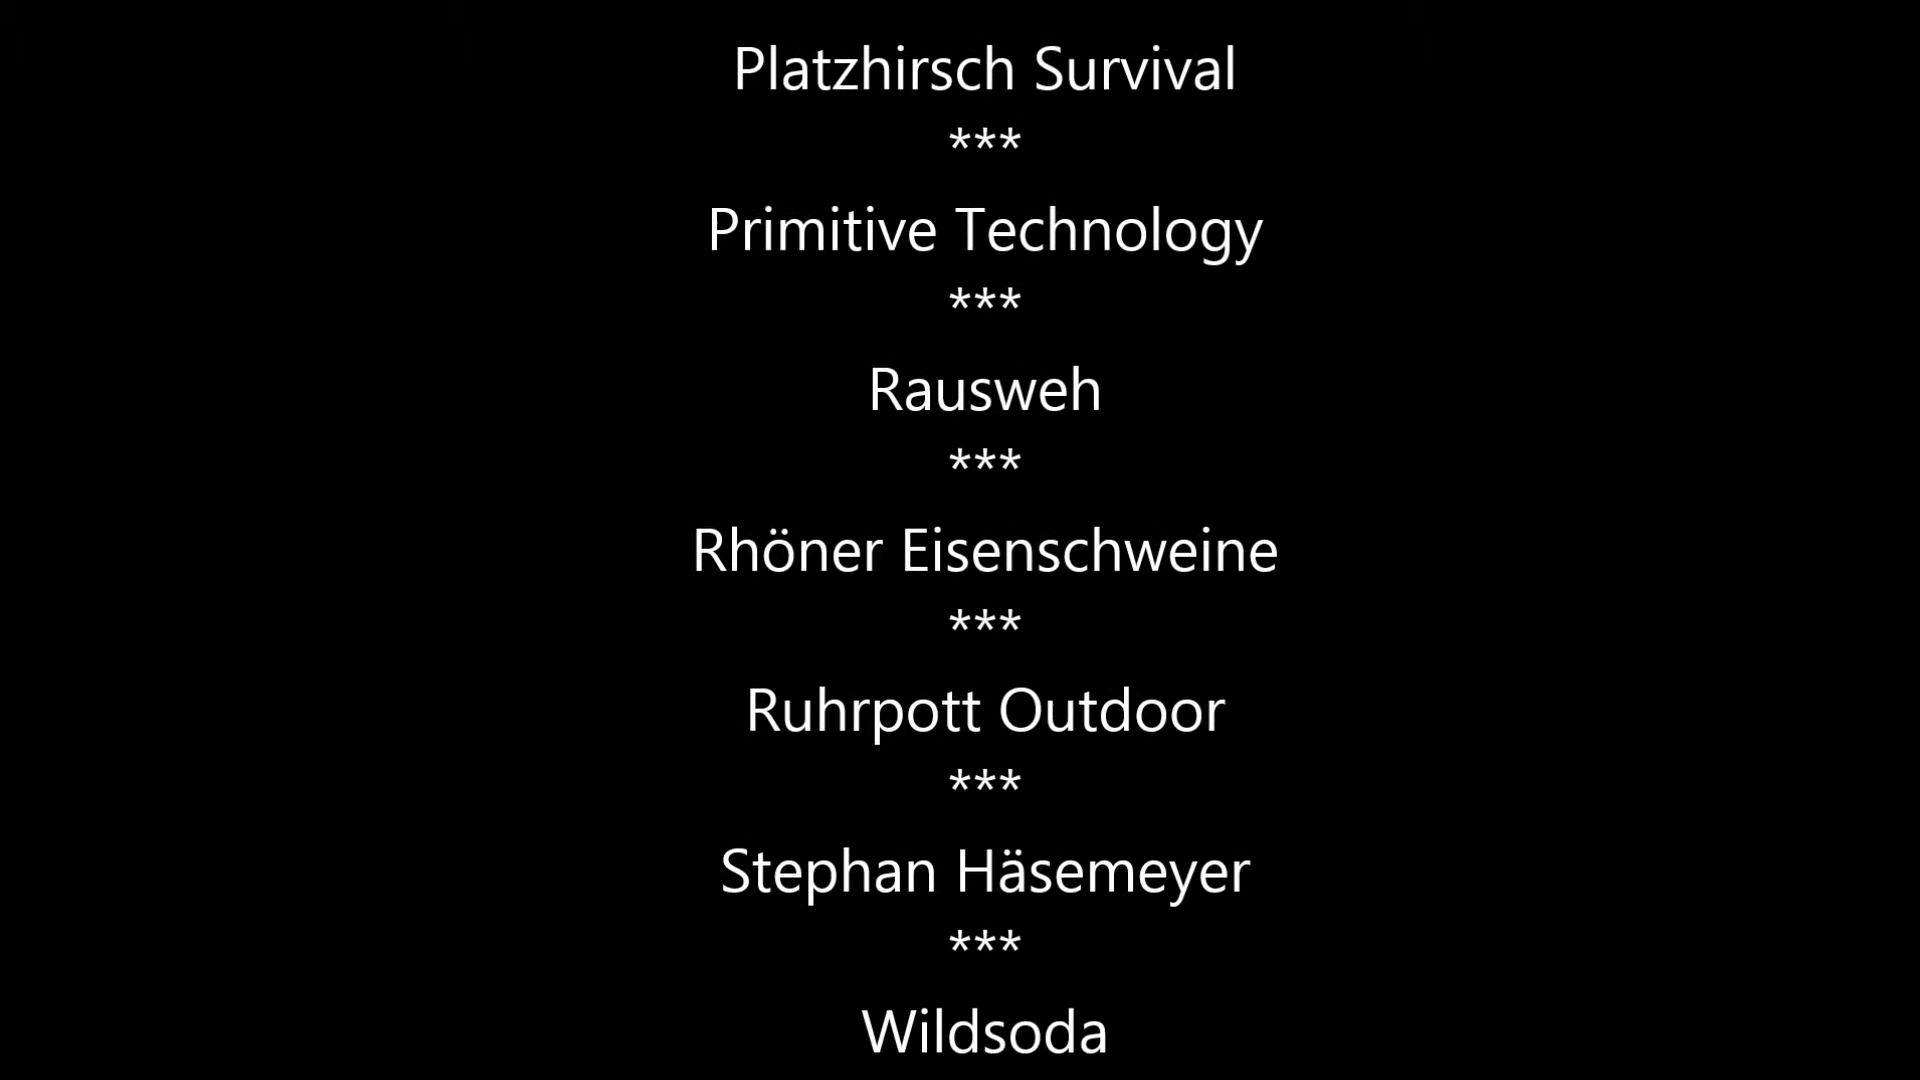 Platzhirsch Survival
***
Primitive Technology
***
Rausweh
***
Rhöner Eisenschweine
***
Ruhrpott Outdoor
***
Stephan Häsemeyer
***
Wildsoda